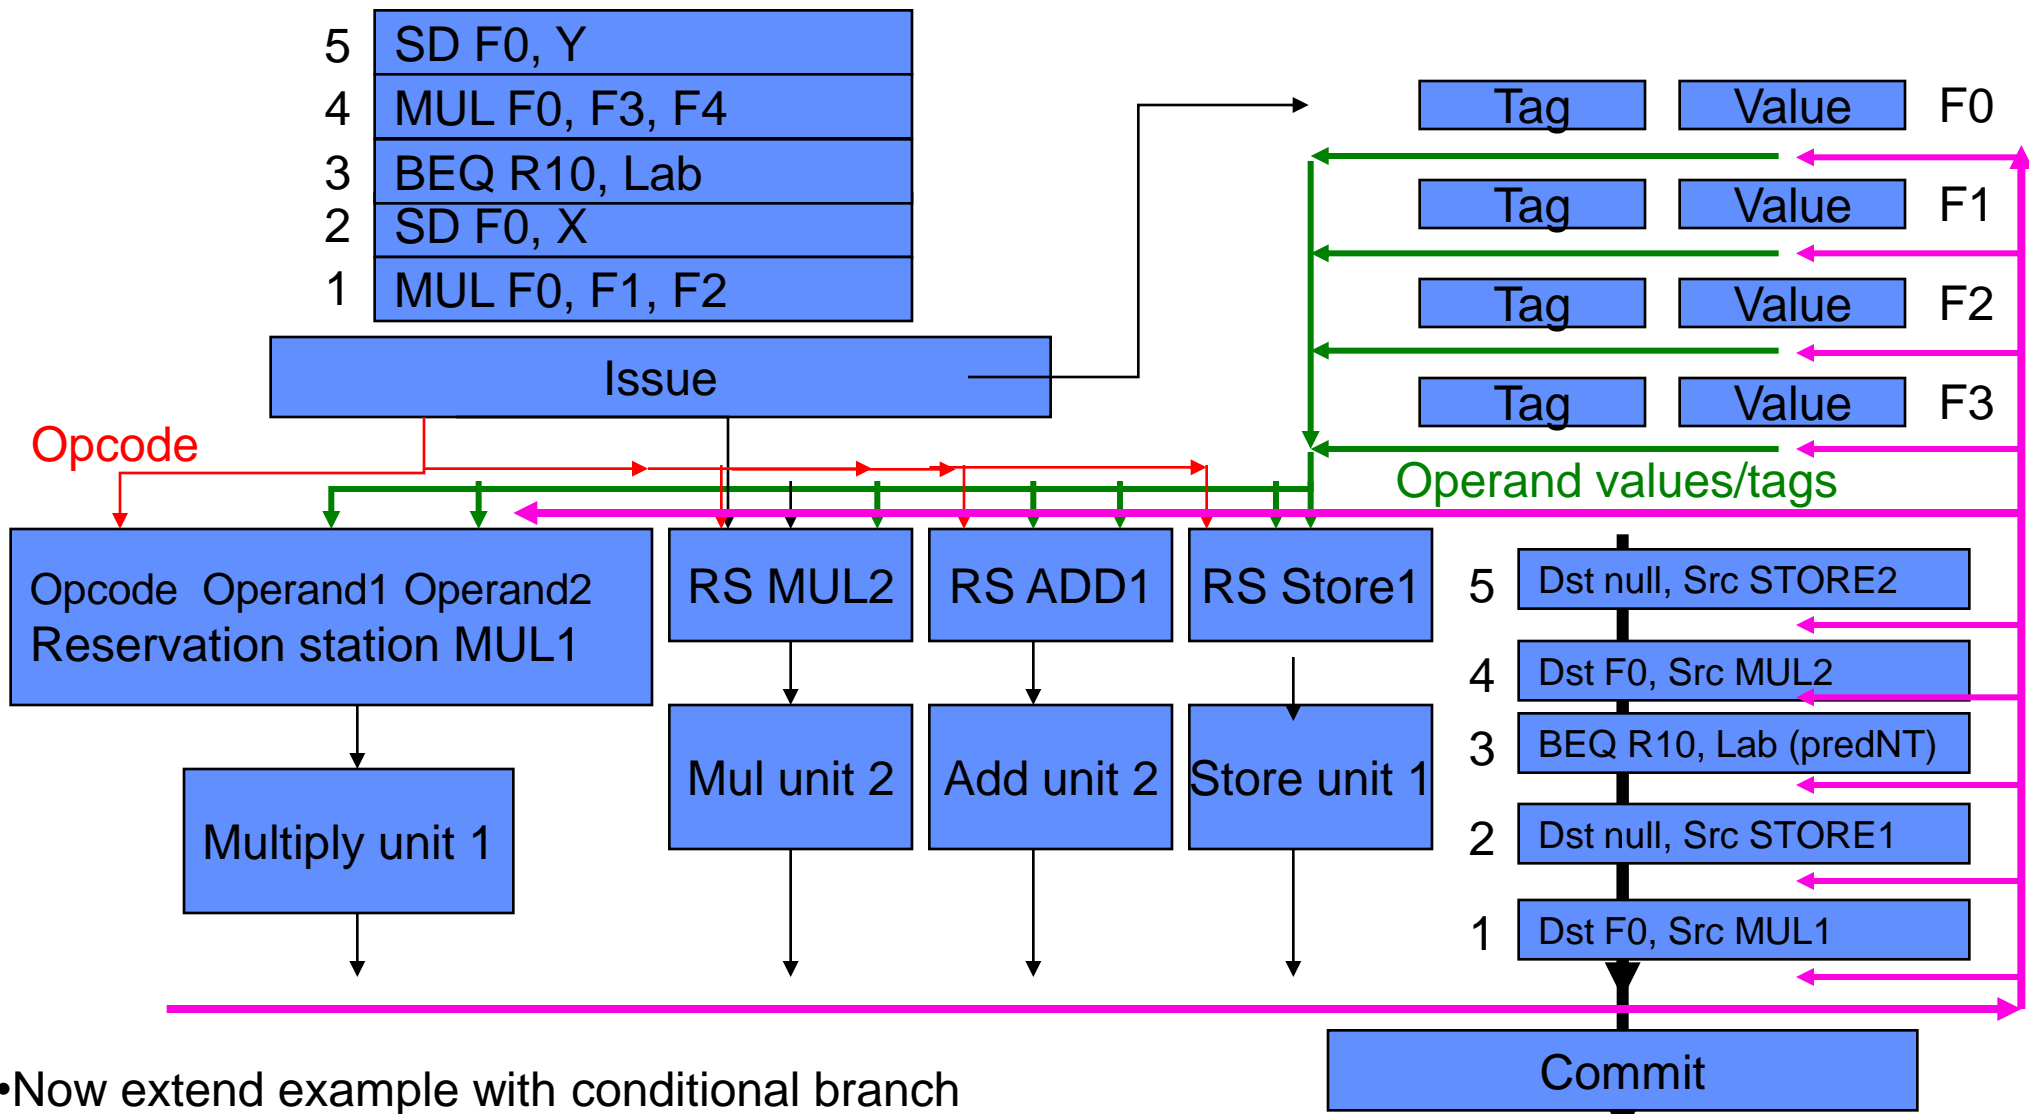 5 SD F0, Y
4 MUL F0, F3, F4
3 BEQ R10, Lab
2 SD F0, X
1 MUL F0, F1, F2
Issue
Tag Value F0
Tag Value F1
Tag Value F2
Tag Value F3
Opcode
Operand values/tags
Opcode Operand1 Operand2
Reservation station MUL1
RS MUL2
RS ADD1
RS Store1
Multiply unit 1
Mul unit 2
Add unit 2
Store unit 1
5 Dst null, Src STORE2
4 Dst F0, Src MUL2
3 BEQ R10, Lab (predNT)
2 Dst null, Src STORE1
1 Dst F0, Src MUL1
Commit
•Now extend example with conditional branch